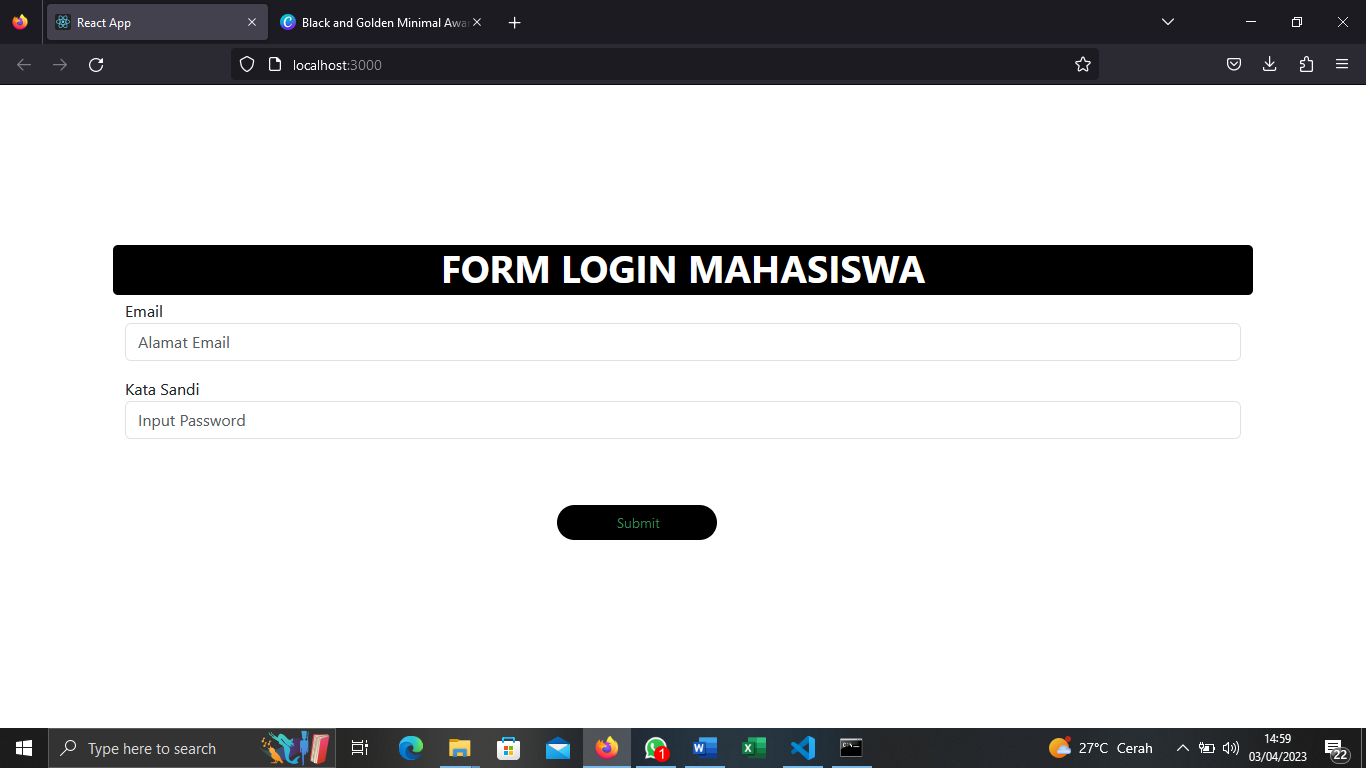 React App
Black and Golden Minimal Awa
localhost:3000
FORM LOGIN MAHASISWA
Email
Alamat Email
Kata Sandi
Input Password
Submit
Type here to search
1
27°C Cerah
14:59
03/04/2023
22